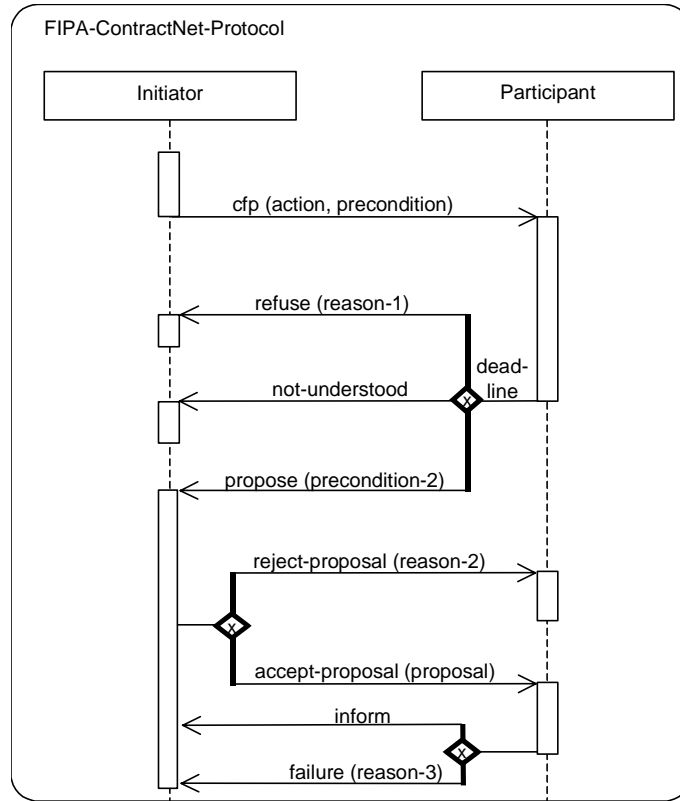 FIPA-ContractNet-Protocol
Initiator
Participant
cfp (action, precondition)
refuse (reason-1)
dead-
line
not-understood
x
propose (precondition-2)
reject-proposal (reason-2)
x
accept-proposal (proposal)
inform
x
failure (reason-3)